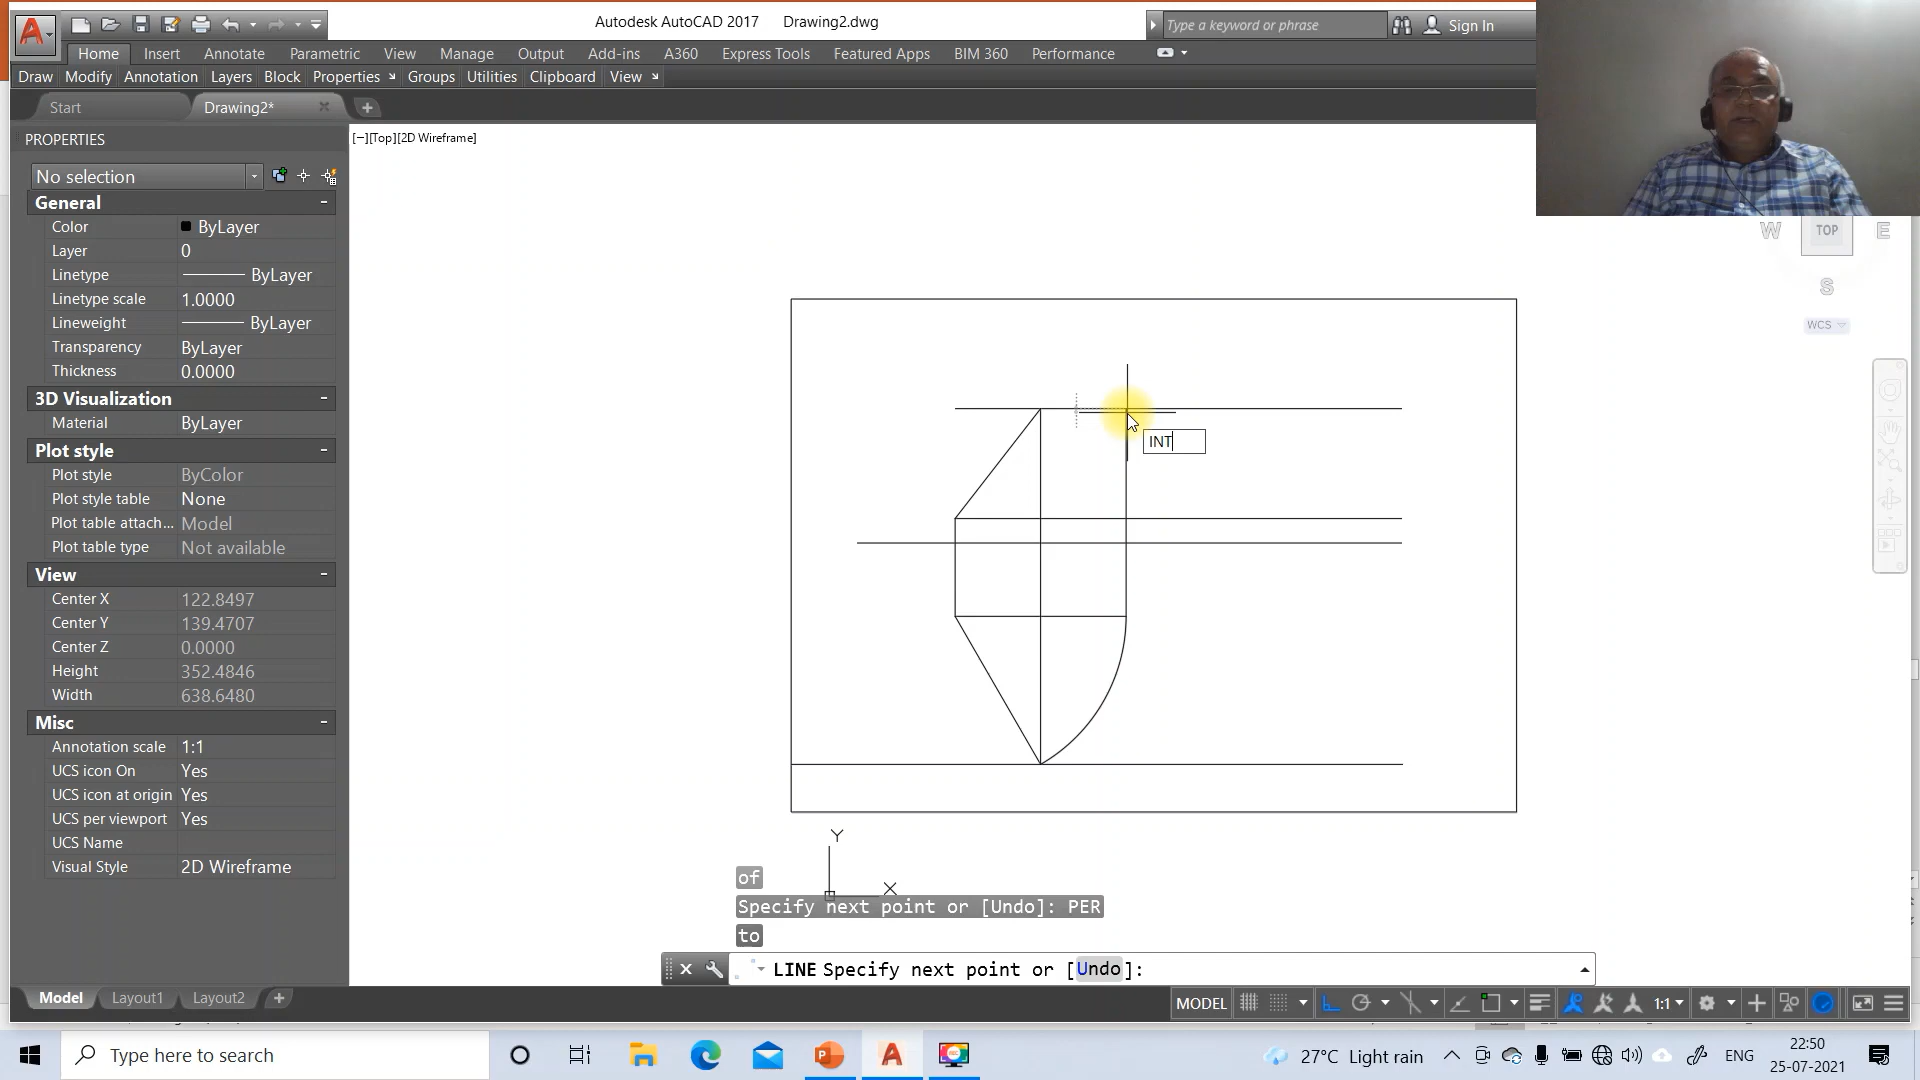 Autodesk AutoCAD 2017 Drawing2.dwg
Type a keyword or phrase
Sign In
Home Insert Annotate Parametric View Manage Output Add-ins A360 Express Tools Featured Apps BIM 360 Performance
Draw Modify Annotation Layers Block Properties Groups Utilities Clipboard View
Start
Drawing2*
PROPERTIES
[−][Top][2D Wireframe]
No selection
General
Color ByLayer
Layer 0
Linetype ByLayer
Linetype scale 1.0000
Lineweight ByLayer
Transparency ByLayer
Thickness 0.0000
3D Visualization
Material ByLayer
Plot style
Plot style ByColor
Plot style table None
Plot table attach... Model
Plot table type Not available
View
Center X 122.8497
Center Y 139.4707
Center Z 0.0000
Height 352.4846
Width 638.6480
Misc
Annotation scale 1:1
UCS icon On Yes
UCS icon at origin Yes
UCS per viewport Yes
UCS Name
Visual Style 2D Wireframe
W TOP E
S
WCS
INT
Y
X
of
Specify next point or [Undo]: PER
to
LINE Specify next point or [Undo]:
Model Layout1 Layout2
MODEL
1:1
Type here to search
27°C Light rain
ENG
22:50
25-07-2021